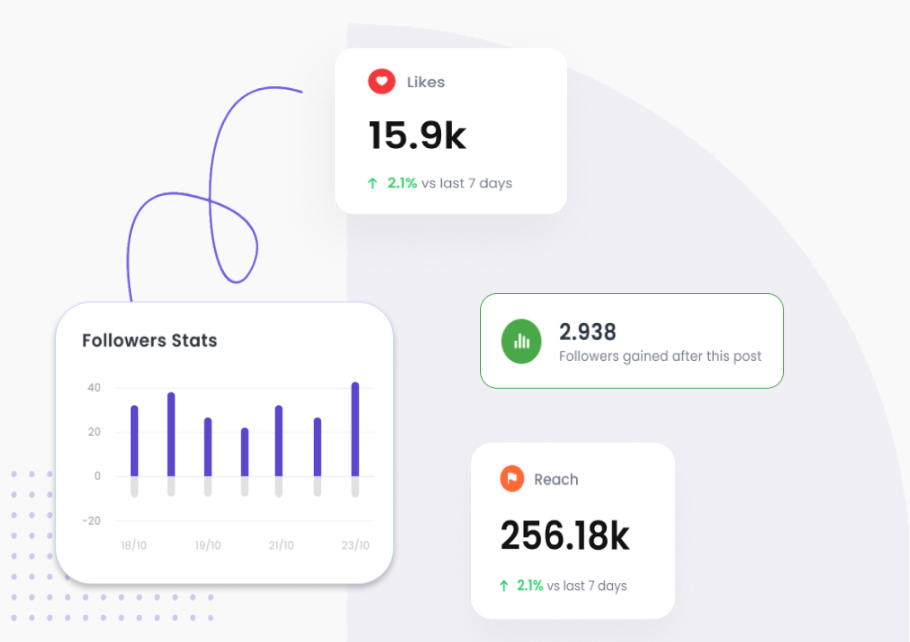 Likes
15.9k
↑ 2.1% vs last 7 days
2.938
Followers gained after this post
Followers Stats
40
20
0
-20
18/10 19/10 21/10 23/10
Reach
256.18k
↑ 2.1% vs last 7 days